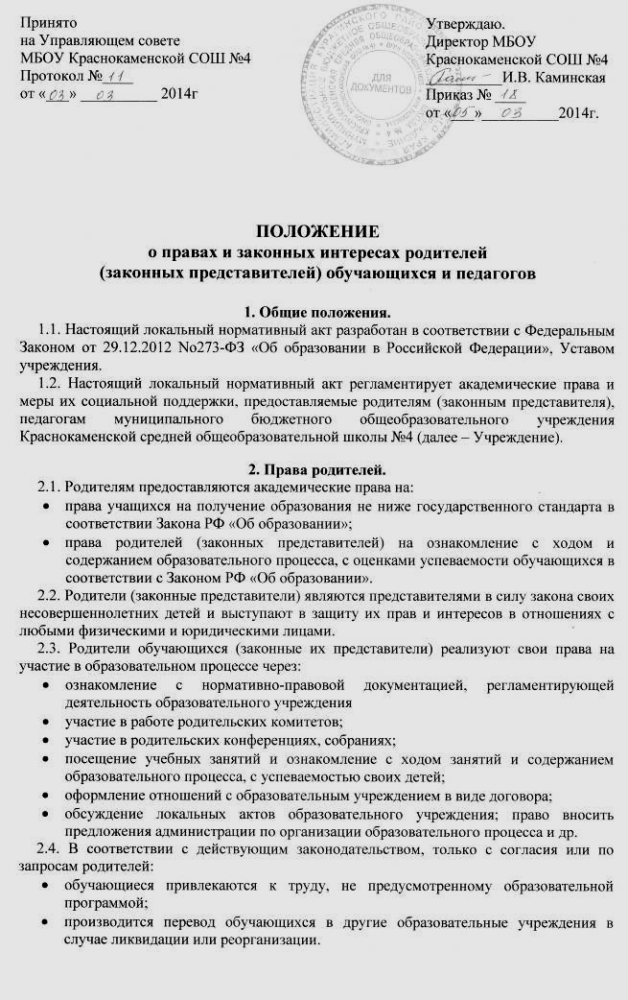 Принято
на Управляющем совете
МБОУ Краснокаменской СОШ №4
Протокол № 11
от «03» 03 2014г
Утверждаю.
Директор МБОУ
Краснокаменской СОШ №4
И.В. Каминская
Приказ № 18
от «05» 03 2014г.
ДЛЯ
ДОКУМЕНТОВ
ПОЛОЖЕНИЕ
о правах и законных интересах родителей
(законных представителей) обучающихся и педагогов
1. Общие положения.
1.1. Настоящий локальный нормативный акт разработан в соответствии с Федеральным
Законом от 29.12.2012 No273-ФЗ «Об образовании в Российской Федерации», Уставом
учреждения.
1.2. Настоящий локальный нормативный акт регламентирует академические права и
меры их социальной поддержки, предоставляемые родителям (законным представителя),
педагогам муниципального бюджетного общеобразовательного учреждения
Краснокаменской средней общеобразовательной школы №4 (далее – Учреждение).
2. Права родителей.
2.1. Родителям предоставляются академические права на:
• права учащихся на получение образования не ниже государственного стандарта в
соответствии Закона РФ «Об образовании»;
• права родителей (законных представителей) на ознакомление с ходом и
содержанием образовательного процесса, с оценками успеваемости обучающихся в
соответствии с Законом РФ «Об образовании».
2.2. Родители (законные представители) являются представителями в силу закона своих
несовершеннолетних детей и выступают в защиту их прав и интересов в отношениях с
любыми физическими и юридическими лицами.
2.3. Родители обучающихся (законные их представители) реализуют свои права на
участие в образовательном процессе через:
• ознакомление с нормативно-правовой документацией, регламентирующей
деятельность образовательного учреждения
• участие в работе родительских комитетов;
• участие в родительских конференциях, собраниях;
• посещение учебных занятий и ознакомление с ходом занятий и содержанием
образовательного процесса, с успеваемостью своих детей;
• оформление отношений с образовательным учреждением в виде договора;
• обсуждение локальных актов образовательного учреждения; право вносить
предложения администрации по организации образовательного процесса и др.
2.4. В соответствии с действующим законодательством, только с согласия или по
запросам родителей:
• обучающиеся привлекаются к труду, не предусмотренному образовательной
программой;
• производится перевод обучающихся в другие образовательные учреждения в
случае ликвидации или реорганизации.